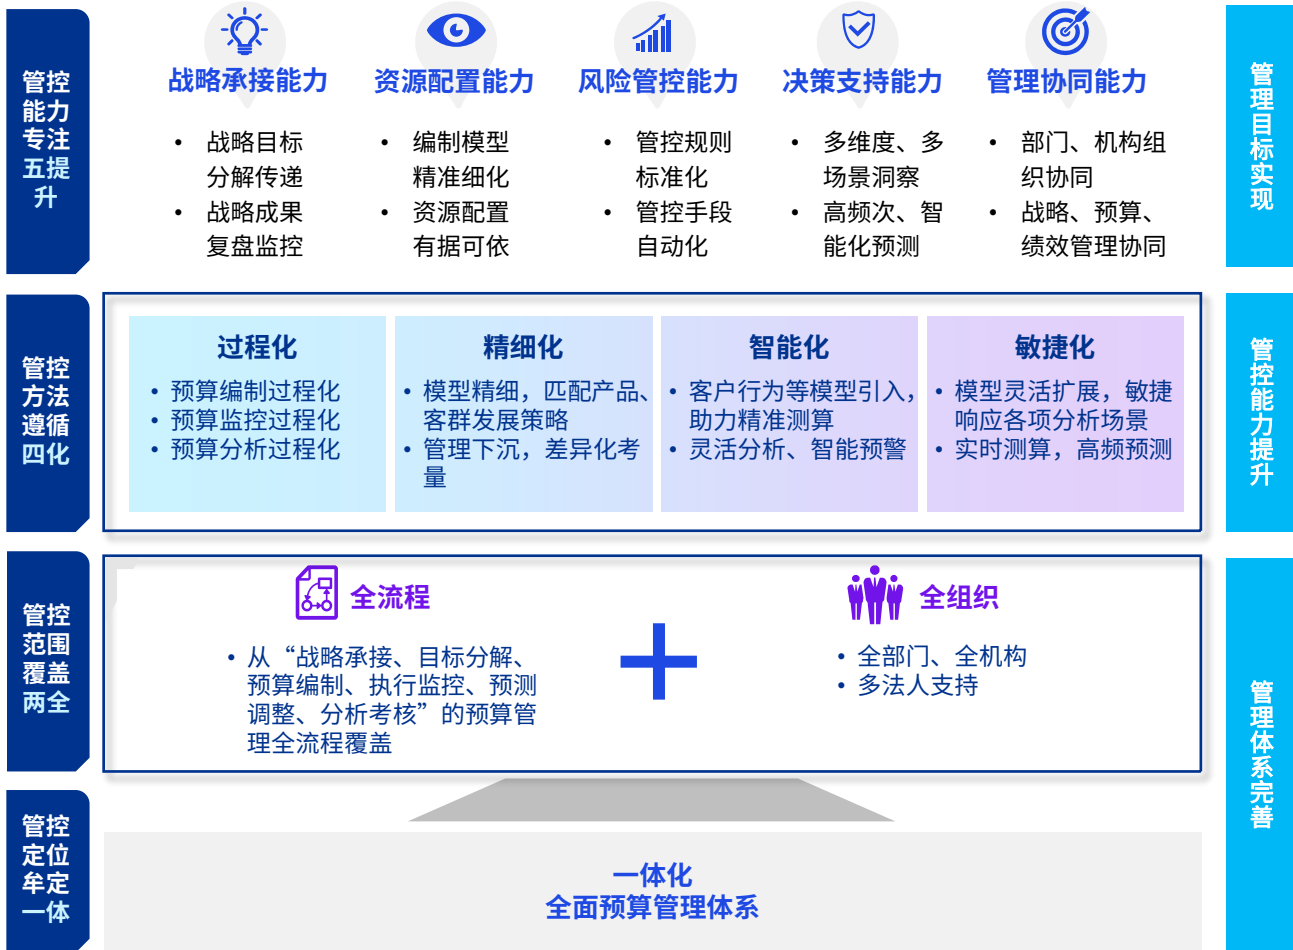 管控
能力
专注
五提
升
战略承接能力
• 战略目标
分解传递
• 战略成果
复盘监控
资源配置能力
• 编制模型
精准细化
• 资源配置
有据可依
风险管控能力
• 管控规则
标准化
• 管控手段
自动化
决策支持能力
• 多维度、多
场景洞察
• 高频次、智
能化预测
管理协同能力
• 部门、机构组
织协同
• 战略、预算、
绩效管理协同
管理目标实现
管控
方法
遵循
四化
过程化
• 预算编制过程化
• 预算监控过程化
• 预算分析过程化
精细化
• 模型精细，匹配产品、
客群发展策略
• 管理下沉，差异化考
量
智能化
• 客户行为等模型引入，
助力精准测算
• 灵活分析、智能预警
敏捷化
• 模型灵活扩展，敏捷
响应各项分析场景
• 实时测算，高频预测
管控能力提升
管控
范围
覆盖
两全
全流程
• 从“战略承接、目标分解、
预算编制、执行监控、预测
调整、分析考核”的预算管
理全流程覆盖
全组织
• 全部门、全机构
• 多法人支持
管理体系完善
管控
定位
牟定
一体
一体化
全面预算管理体系